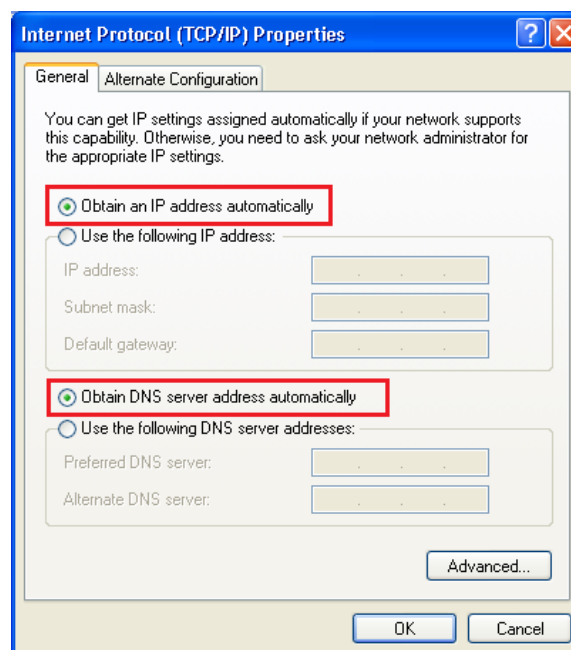 Internet Protocol (TCP/IP) Properties
General
Alternate Configuration
You can get IP settings assigned automatically if your network supports
this capability. Otherwise, you need to ask your network administrator for
the appropriate IP settings.
Obtain an IP address automatically
Use the following IP address:
IP address:
Subnet mask:
Default gateway:
Obtain DNS server address automatically
Use the following DNS server addresses:
Preferred DNS server:
Alternate DNS server:
Advanced...
OK
Cancel